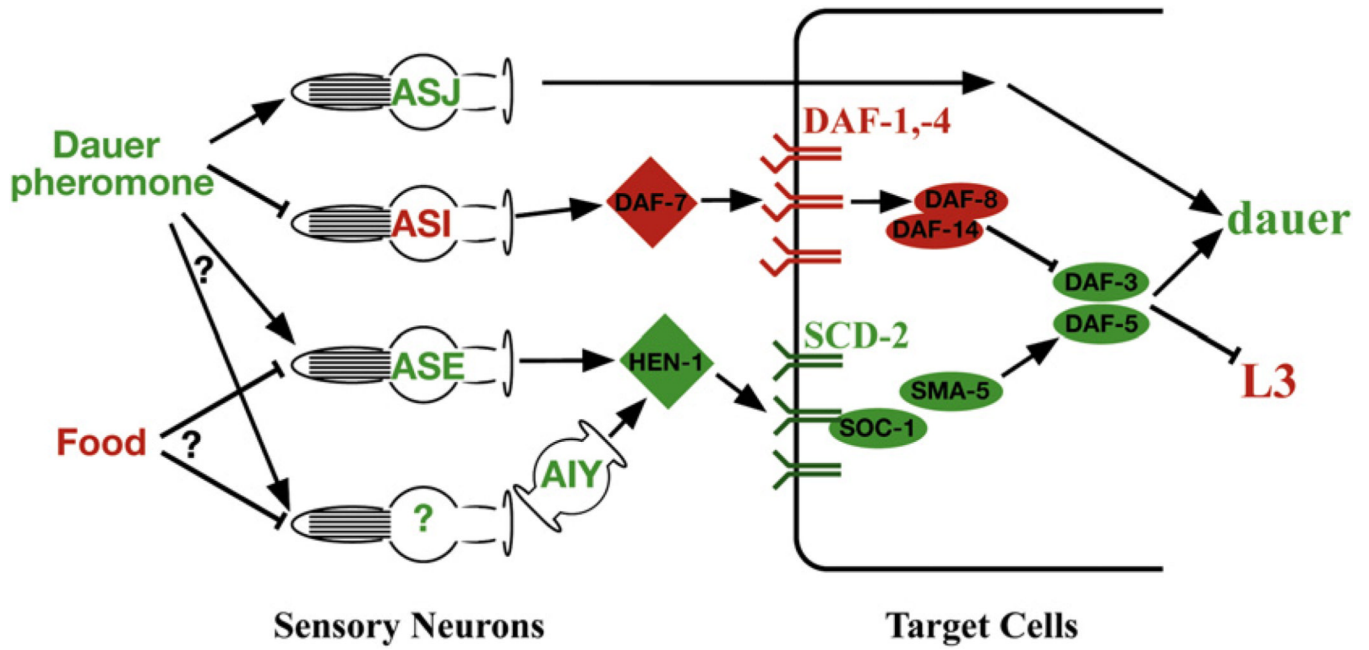 ASJ
Dauer
pheromone
DAF-1,-4
ASI
DAF-7
DAF-8
DAF-14
dauer
?
DAF-3
DAF-5
ASE
HEN-1
SCD-2
L3
SMA-5
Food
?
SOC-1
AIY
?
Sensory Neurons
Target Cells